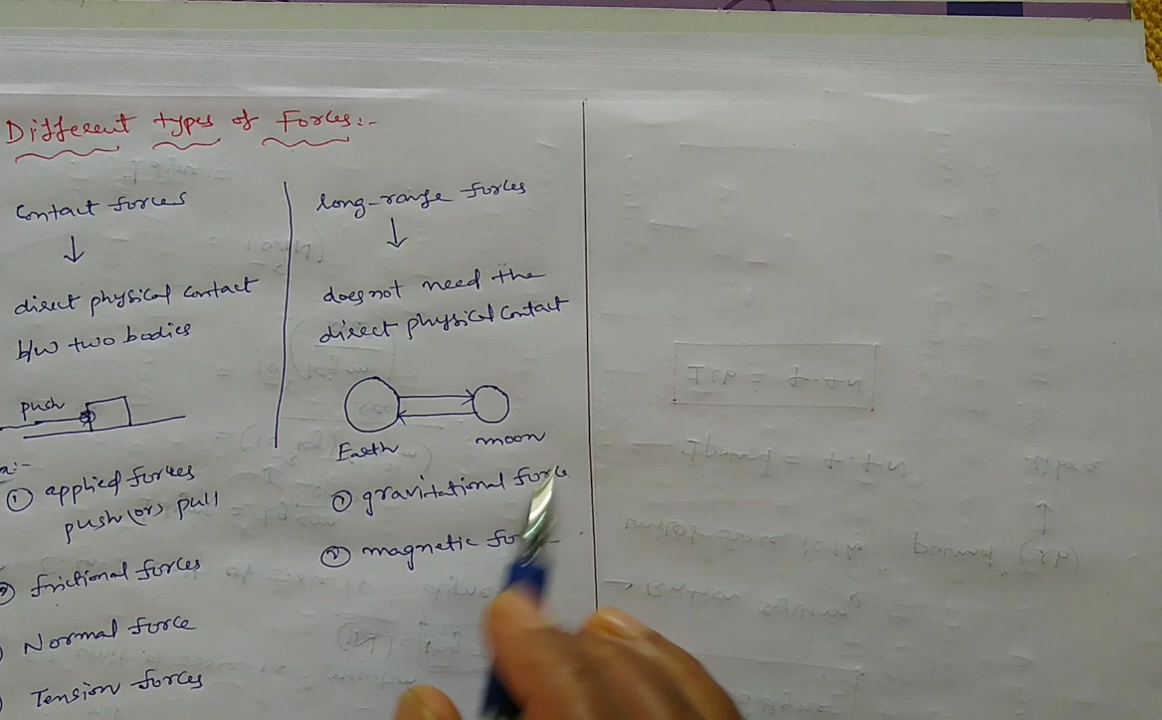 Different types of Forces:-
Contact forces
↓
direct physical contact
b/w two bodies
push
① applied forces
push (or) pull
② frictional forces
Normal force
Tension forces
long-range forces
↓
does not need the
direct physical contact
Earth
moon
① gravitational force
② magnetic